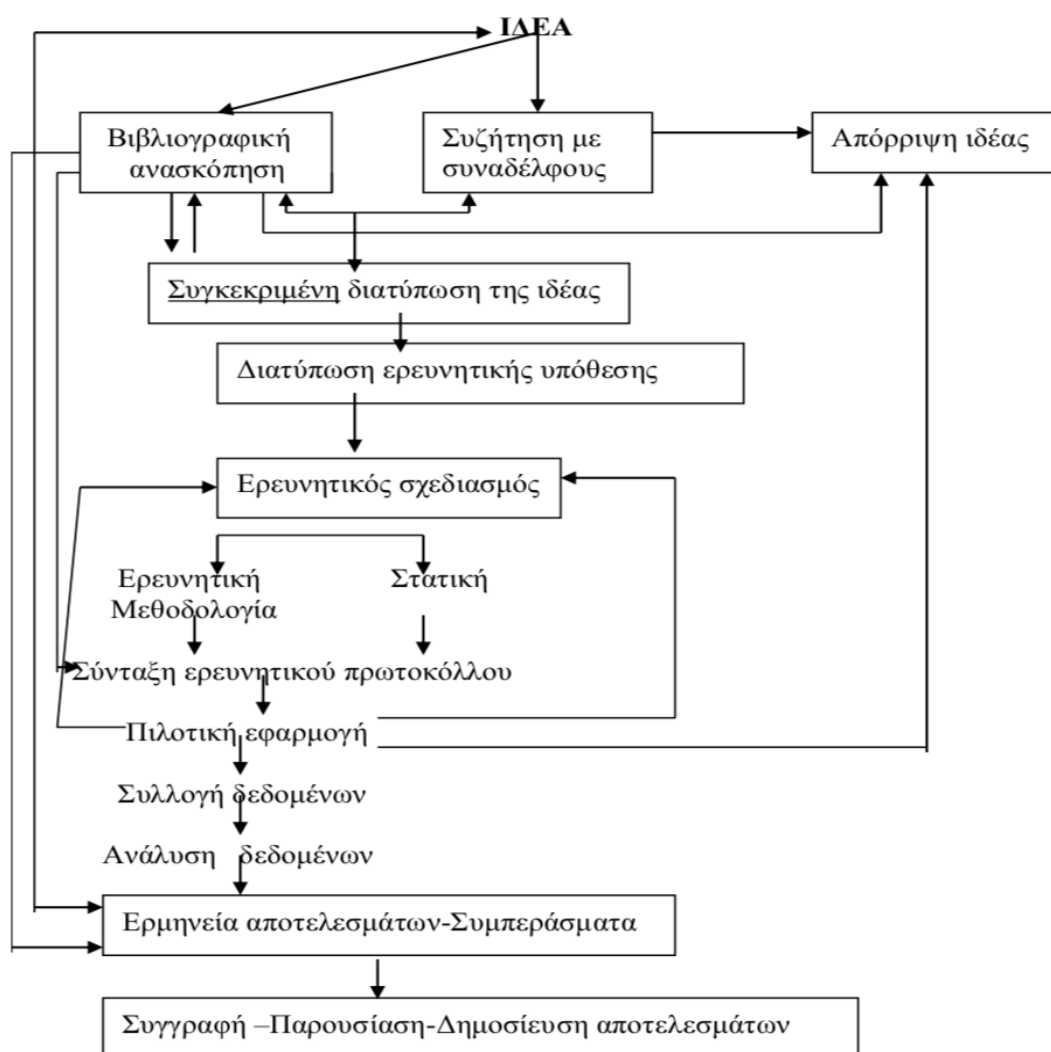 ΙΔΕΑ
Βιβλιογραφική
ανασκόπηση
Συζήτηση με
συναδέλφους
Απόρριψη ιδέας
Συγκεκριμένη διατύπωση της ιδέας
Διατύπωση ερευνητικής υπόθεσης
Ερευνητικός σχεδιασμός
Ερευνητική
Μεθοδολογία
Στατική
Σύνταξη ερευνητικού πρωτοκόλλου
Πιλοτική εφαρμογή
Συλλογή δεδομένων
Ανάλυση δεδομένων
Ερμηνεία αποτελεσμάτων-Συμπεράσματα
Συγγραφή –Παρουσίαση-Δημοσίευση αποτελεσμάτων